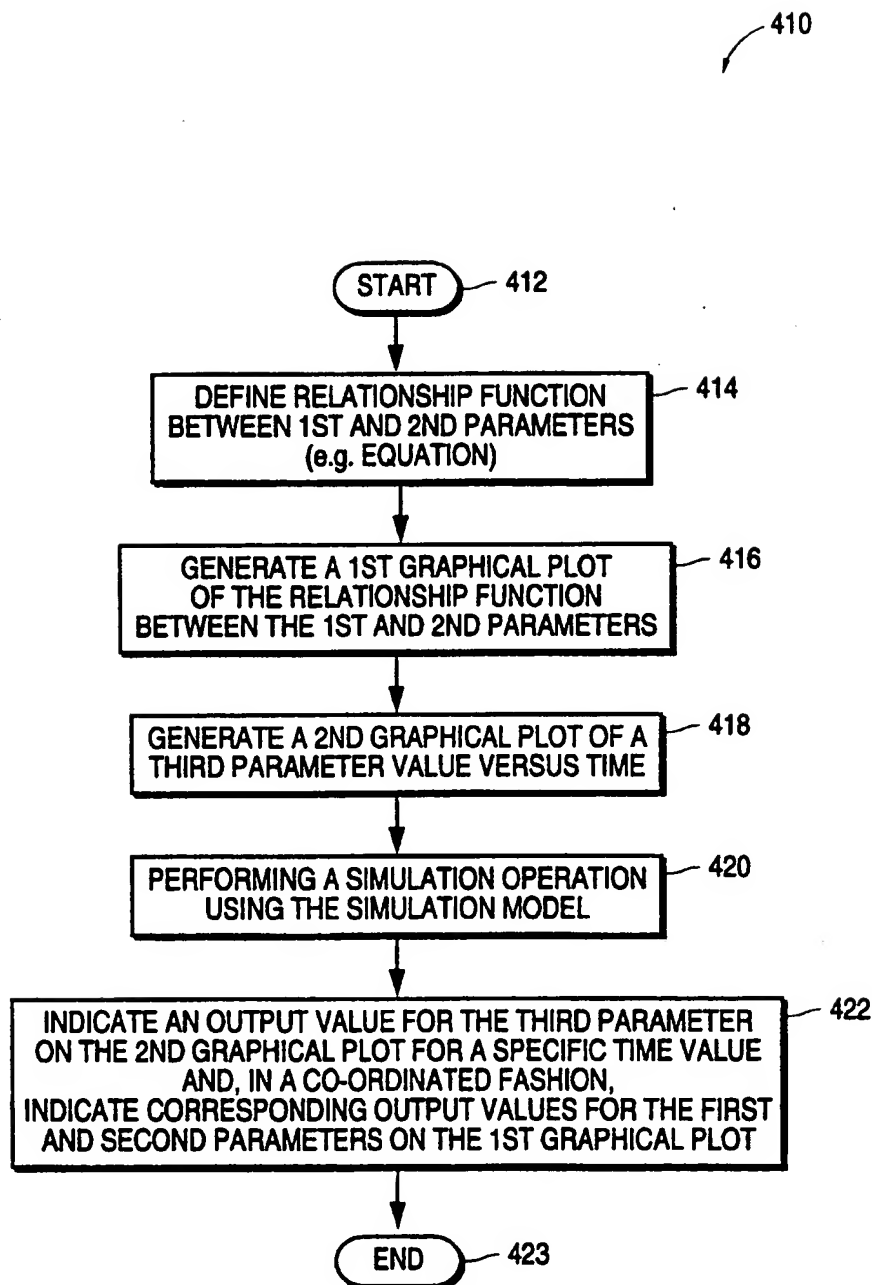 410
START
412
DEFINE RELATIONSHIP FUNCTION
BETWEEN 1ST AND 2ND PARAMETERS
(e.g. EQUATION)
414
GENERATE A 1ST GRAPHICAL PLOT
OF THE RELATIONSHIP FUNCTION
BETWEEN THE 1ST AND 2ND PARAMETERS
416
GENERATE A 2ND GRAPHICAL PLOT OF A
THIRD PARAMETER VALUE VERSUS TIME
418
PERFORMING A SIMULATION OPERATION
USING THE SIMULATION MODEL
420
INDICATE AN OUTPUT VALUE FOR THE THIRD PARAMETER
ON THE 2ND GRAPHICAL PLOT FOR A SPECIFIC TIME VALUE
AND, IN A CO-ORDINATED FASHION,
INDICATE CORRESPONDING OUTPUT VALUES FOR THE FIRST
AND SECOND PARAMETERS ON THE 1ST GRAPHICAL PLOT
422
END
423